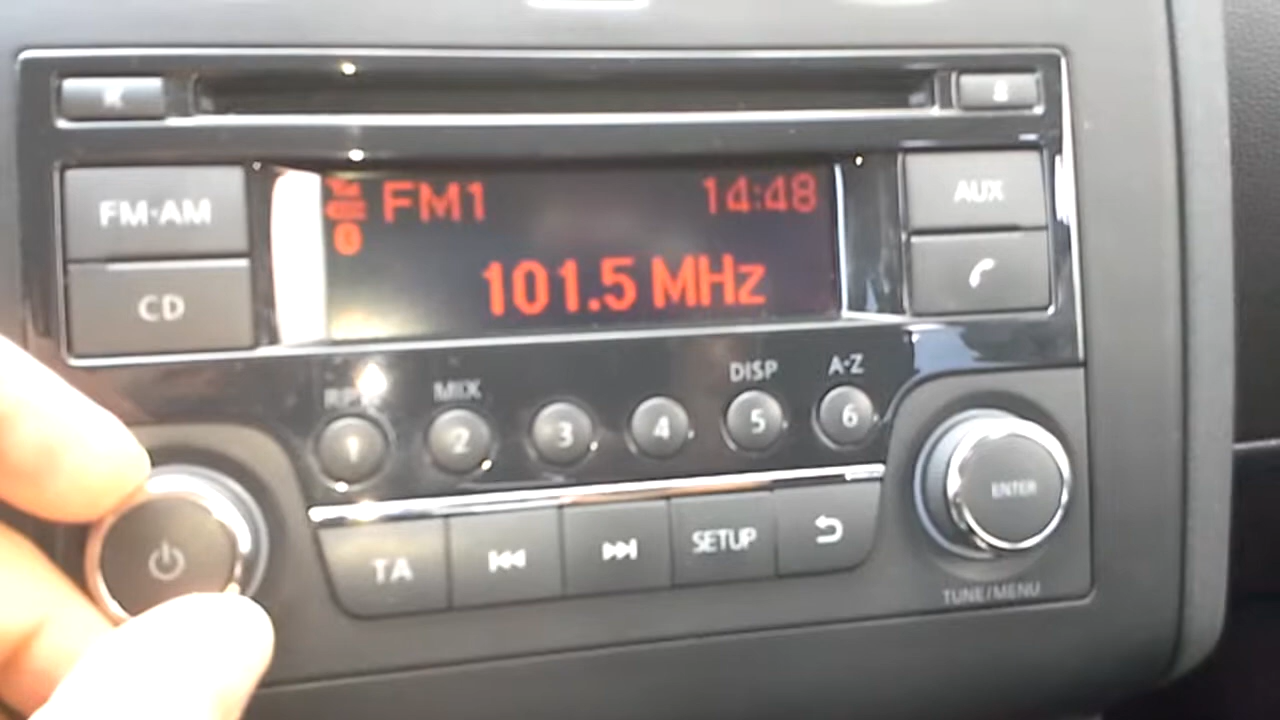 FM1 14:48
101.5 MHz
FM·AM
CD
AUX
MIX
DISP
A-Z
1
2
3
4
5
6
TA
SETUP
ENTER
TUNE/MENU